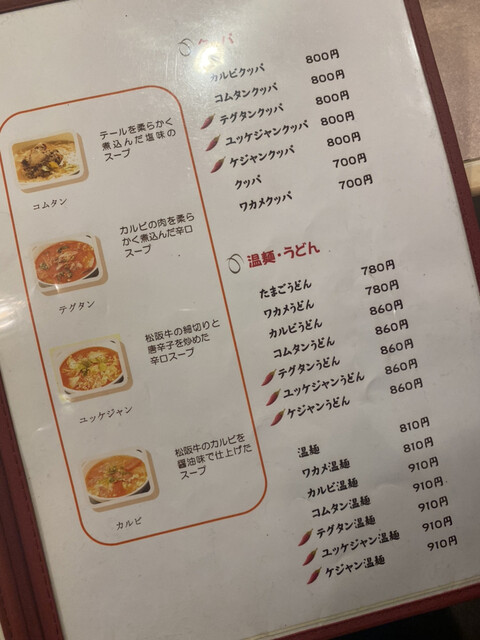 テールを柔らかく
煮込んだ塩味の
スープ
コムタン
カルビの肉を柔ら
かく煮込んだ辛口
スープ
テグタン
松阪牛の細切りと
唐辛子を炒めた
辛口スープ
ユッケジャン
松阪牛のカルビを
醤油味で仕上げた
スープ
カルビ
クッパ
カルビクッパ 800円
コムタンクッパ 800円
テグタンクッパ 800円
ユッケジャンクッパ 800円
ケジャンクッパ 800円
クッパ 700円
ワカメクッパ 700円
温麺・うどん
たまごうどん 780円
ワカメうどん 780円
カルビうどん 860円
コムタンうどん 860円
テグタンうどん 860円
ユッケジャンうどん 860円
ケジャンうどん 860円
温麺 810円
ワカメ温麺 810円
カルビ温麺 910円
コムタン温麺 910円
テグタン温麺 910円
ユッケジャン温麺 910円
ケジャン温麺 910円